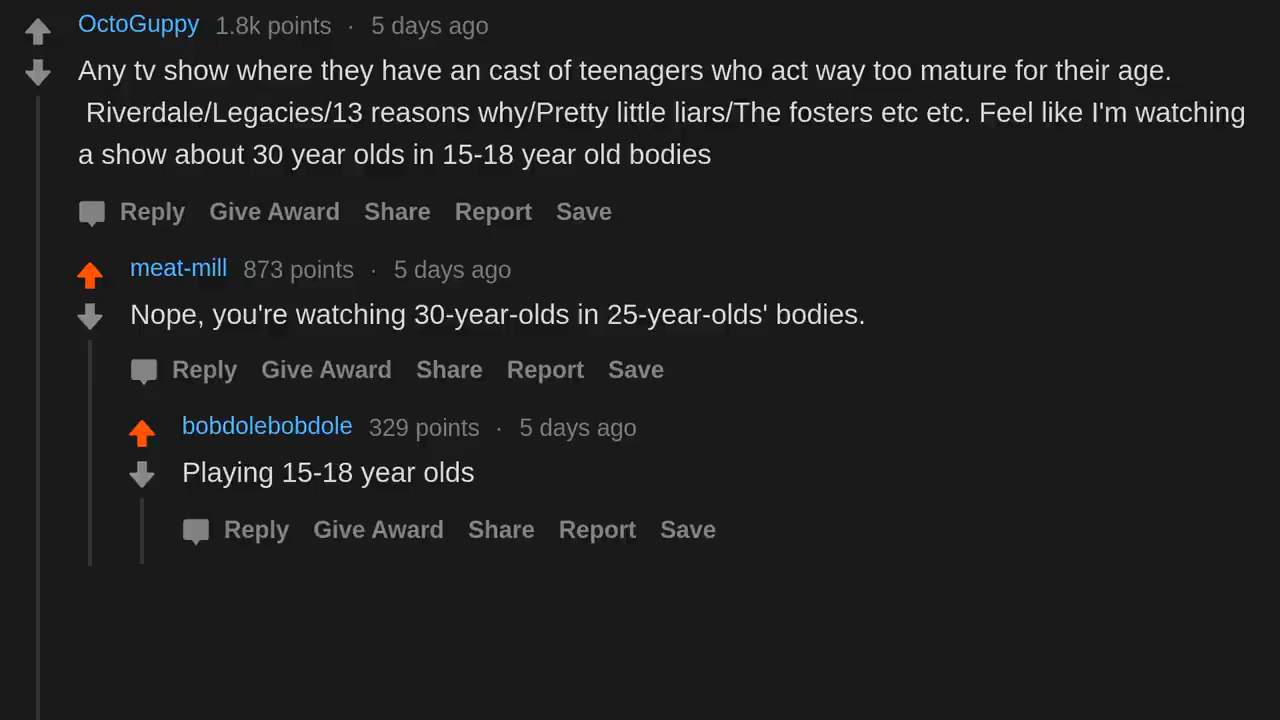 OctoGuppy 1.8k points · 5 days ago
Any tv show where they have an cast of teenagers who act way too mature for their age.
Riverdale/Legacies/13 reasons why/Pretty little liars/The fosters etc etc. Feel like I'm watching
a show about 30 year olds in 15-18 year old bodies
Reply Give Award Share Report Save
meat-mill 873 points · 5 days ago
Nope, you're watching 30-year-olds in 25-year-olds' bodies.
Reply Give Award Share Report Save
bobdolebobdole 329 points · 5 days ago
Playing 15-18 year olds
Reply Give Award Share Report Save